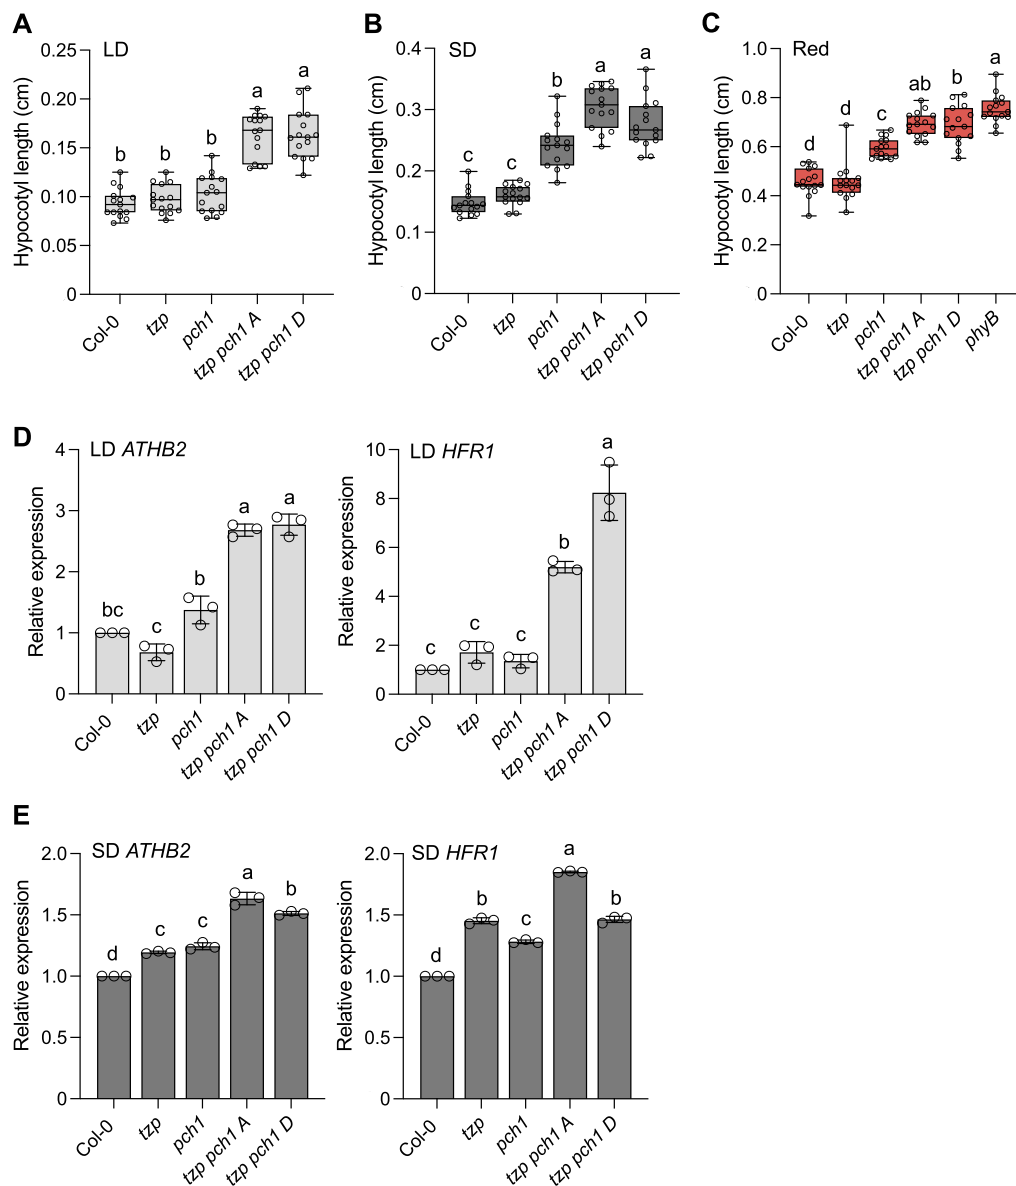 A
LD
Hypocotyl length (cm)
0.25
0.20
0.15
0.10
0.05
0
b
b
b
a
a
Col-0
tzp
pch1
tzp pch1 A
tzp pch1 D
B
SD
Hypocotyl length (cm)
0.4
0.3
0.2
0.1
0
c
c
b
a
a
Col-0
tzp
pch1
tzp pch1 A
tzp pch1 D
C
Red
Hypocotyl length (cm)
1.0
0.8
0.6
0.4
0.2
0
d
d
c
ab
b
a
Col-0
tzp
pch1
tzp pch1 A
tzp pch1 D
phyB
D
LD ATHB2
Relative expression
4
3
2
1
0
bc
c
b
a
a
Col-0
tzp
pch1
tzp pch1 A
tzp pch1 D
LD HFR1
Relative expression
10
8
6
4
2
0
c
c
c
b
a
Col-0
tzp
pch1
tzp pch1 A
tzp pch1 D
E
SD ATHB2
Relative expression
2.0
1.5
1.0
0.5
0
d
c
c
a
b
Col-0
tzp
pch1
tzp pch1 A
tzp pch1 D
SD HFR1
Relative expression
2.0
1.5
1.0
0.5
0
d
b
c
a
b
Col-0
tzp
pch1
tzp pch1 A
tzp pch1 D